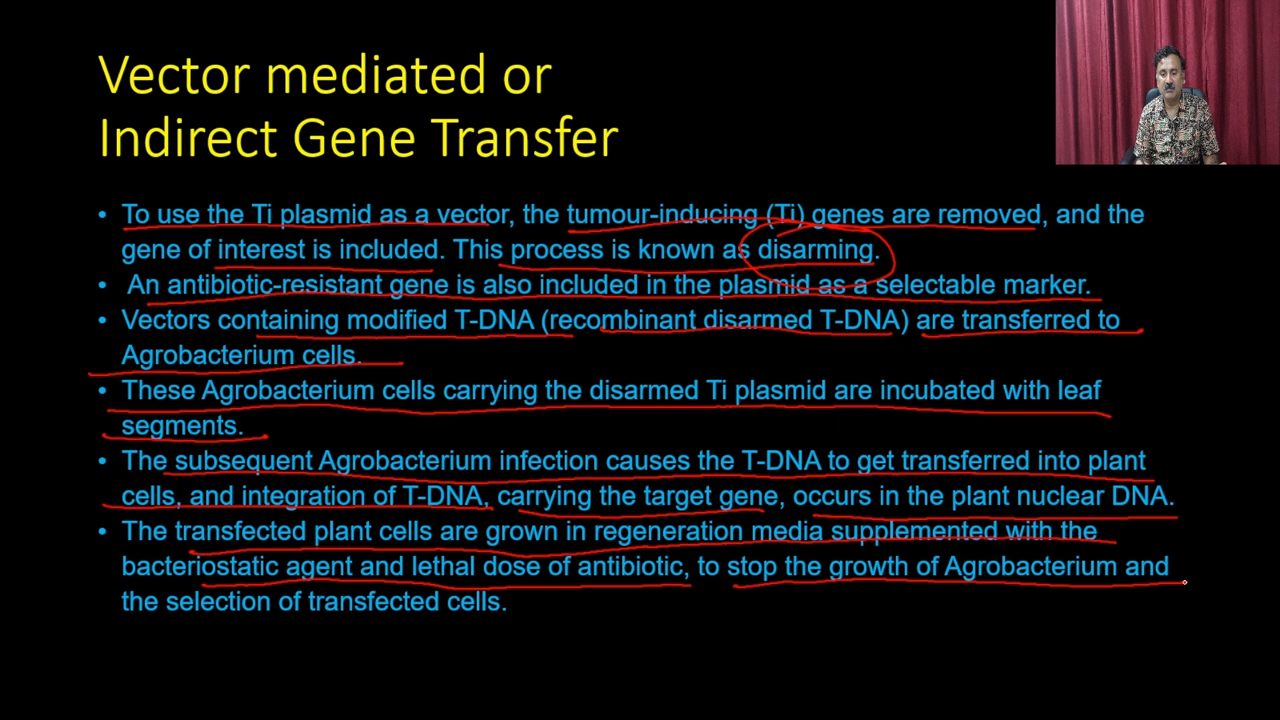 Vector mediated or
Indirect Gene Transfer
• To use the Ti plasmid as a vector, the tumour-inducing (Ti) genes are removed, and the
gene of interest is included. This process is known as disarming.
• An antibiotic-resistant gene is also included in the plasmid as a selectable marker.
• Vectors containing modified T-DNA (recombinant disarmed T-DNA) are transferred to
Agrobacterium cells.
• These Agrobacterium cells carrying the disarmed Ti plasmid are incubated with leaf
segments.
• The subsequent Agrobacterium infection causes the T-DNA to get transferred into plant
cells, and integration of T-DNA, carrying the target gene, occurs in the plant nuclear DNA.
• The transfected plant cells are grown in regeneration media supplemented with the
bacteriostatic agent and lethal dose of antibiotic, to stop the growth of Agrobacterium and
the selection of transfected cells.